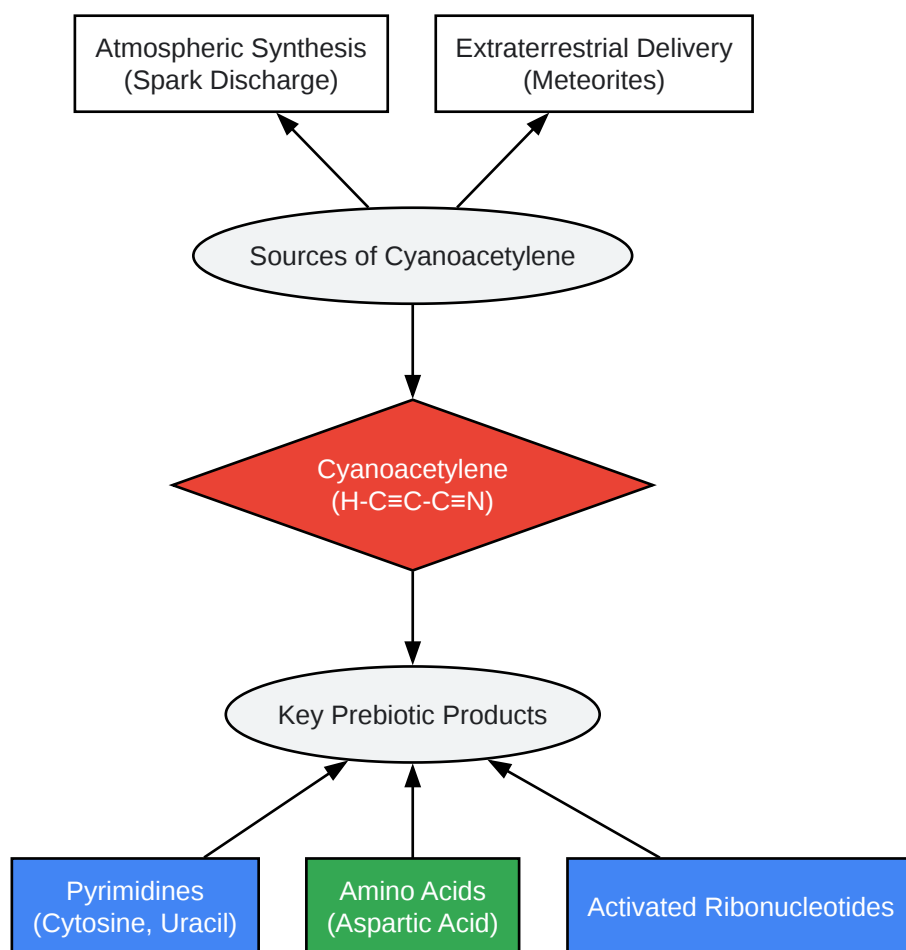 Atmospheric Synthesis
(Spark Discharge)
Extraterrestrial Delivery
(Meteorites)
Sources of Cyanoacetylene
Cyanoacetylene
(H-C≡C-C≡N)
Key Prebiotic Products
Pyrimidines
(Cytosine, Uracil)
Amino Acids
(Aspartic Acid)
Activated Ribonucleotides